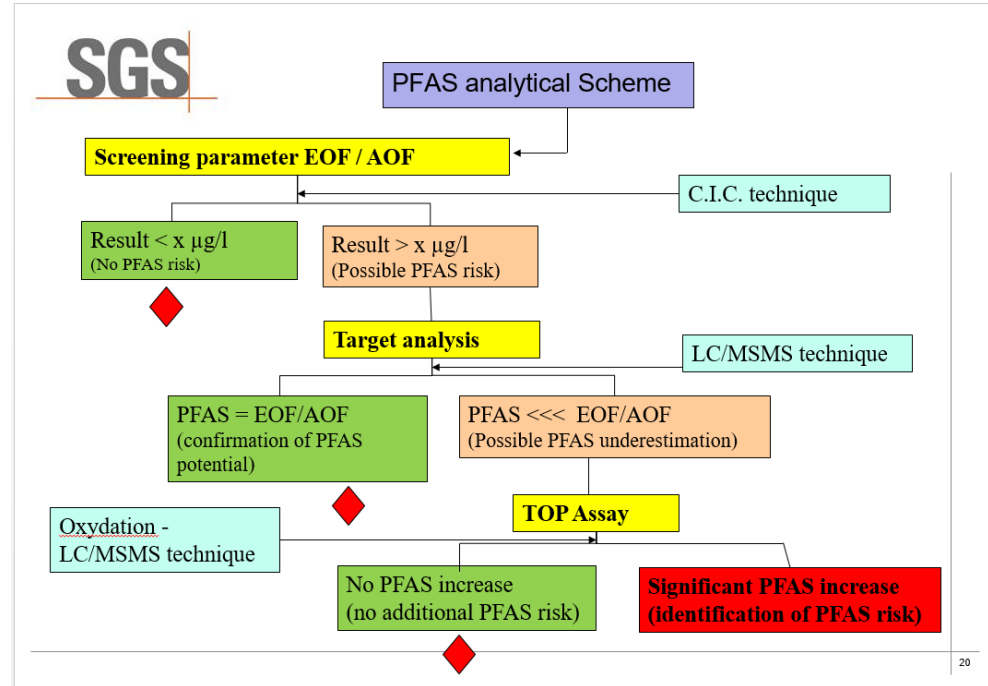 SGS
PFAS analytical Scheme
Screening parameter EOF / AOF
C.I.C. technique
Result < x µg/l
(No PFAS risk)
Result > x µg/l
(Possible PFAS risk)
Target analysis
LC/MSMS technique
PFAS = EOF/AOF
(confirmation of PFAS
potential)
PFAS <<< EOF/AOF
(Possible PFAS underestimation)
TOP Assay
Oxydation -
LC/MSMS technique
No PFAS increase
(no additional PFAS risk)
Significant PFAS increase
(identification of PFAS risk)
20